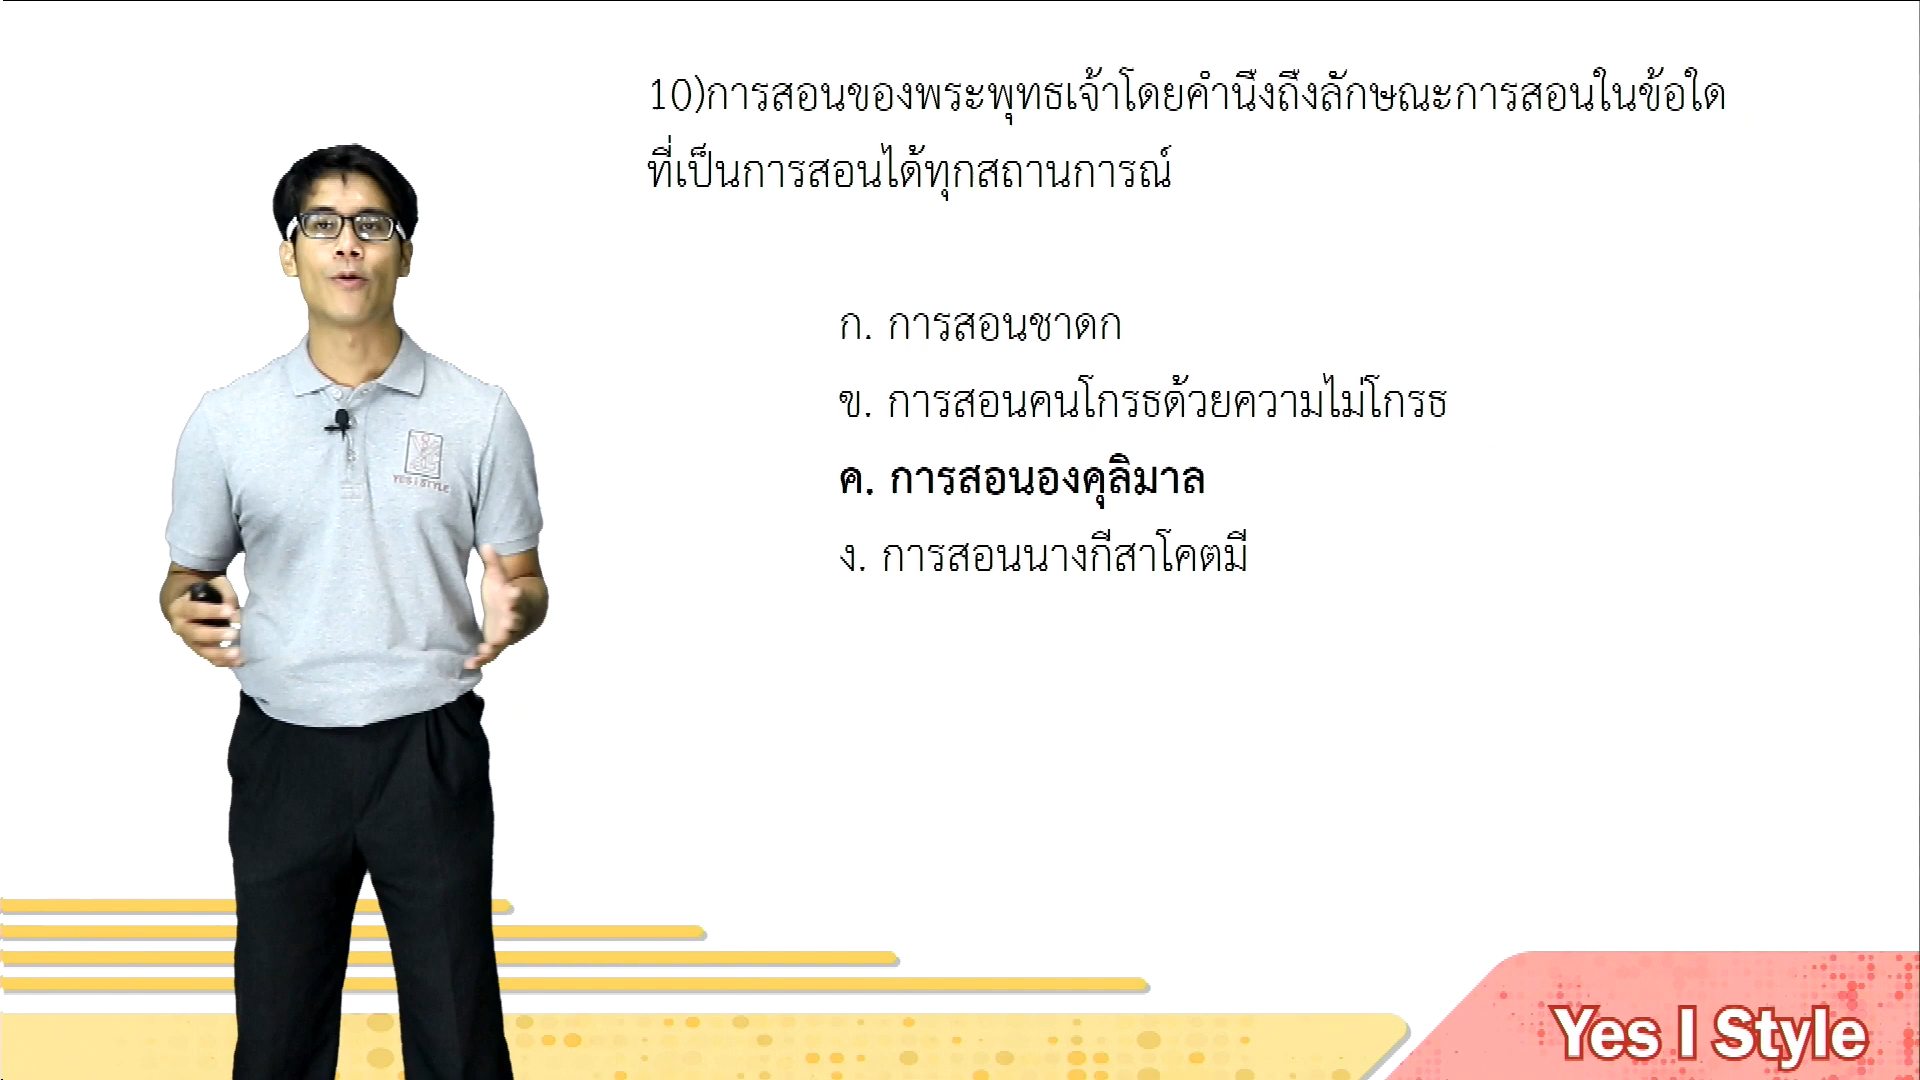 10)การสอนของพระพุทธเจ้าโดยคำนึงถึงลักษณะการสอนในข้อใด
ที่เป็นการสอนได้ทุกสถานการณ์
ก. การสอนชาดก
ข. การสอนคนโกรธด้วยความไม่โกรธ
ค. การสอนองคุลิมาล
ง. การสอนนางกีสาโคตมี
YES I STYLE
Yes I Style